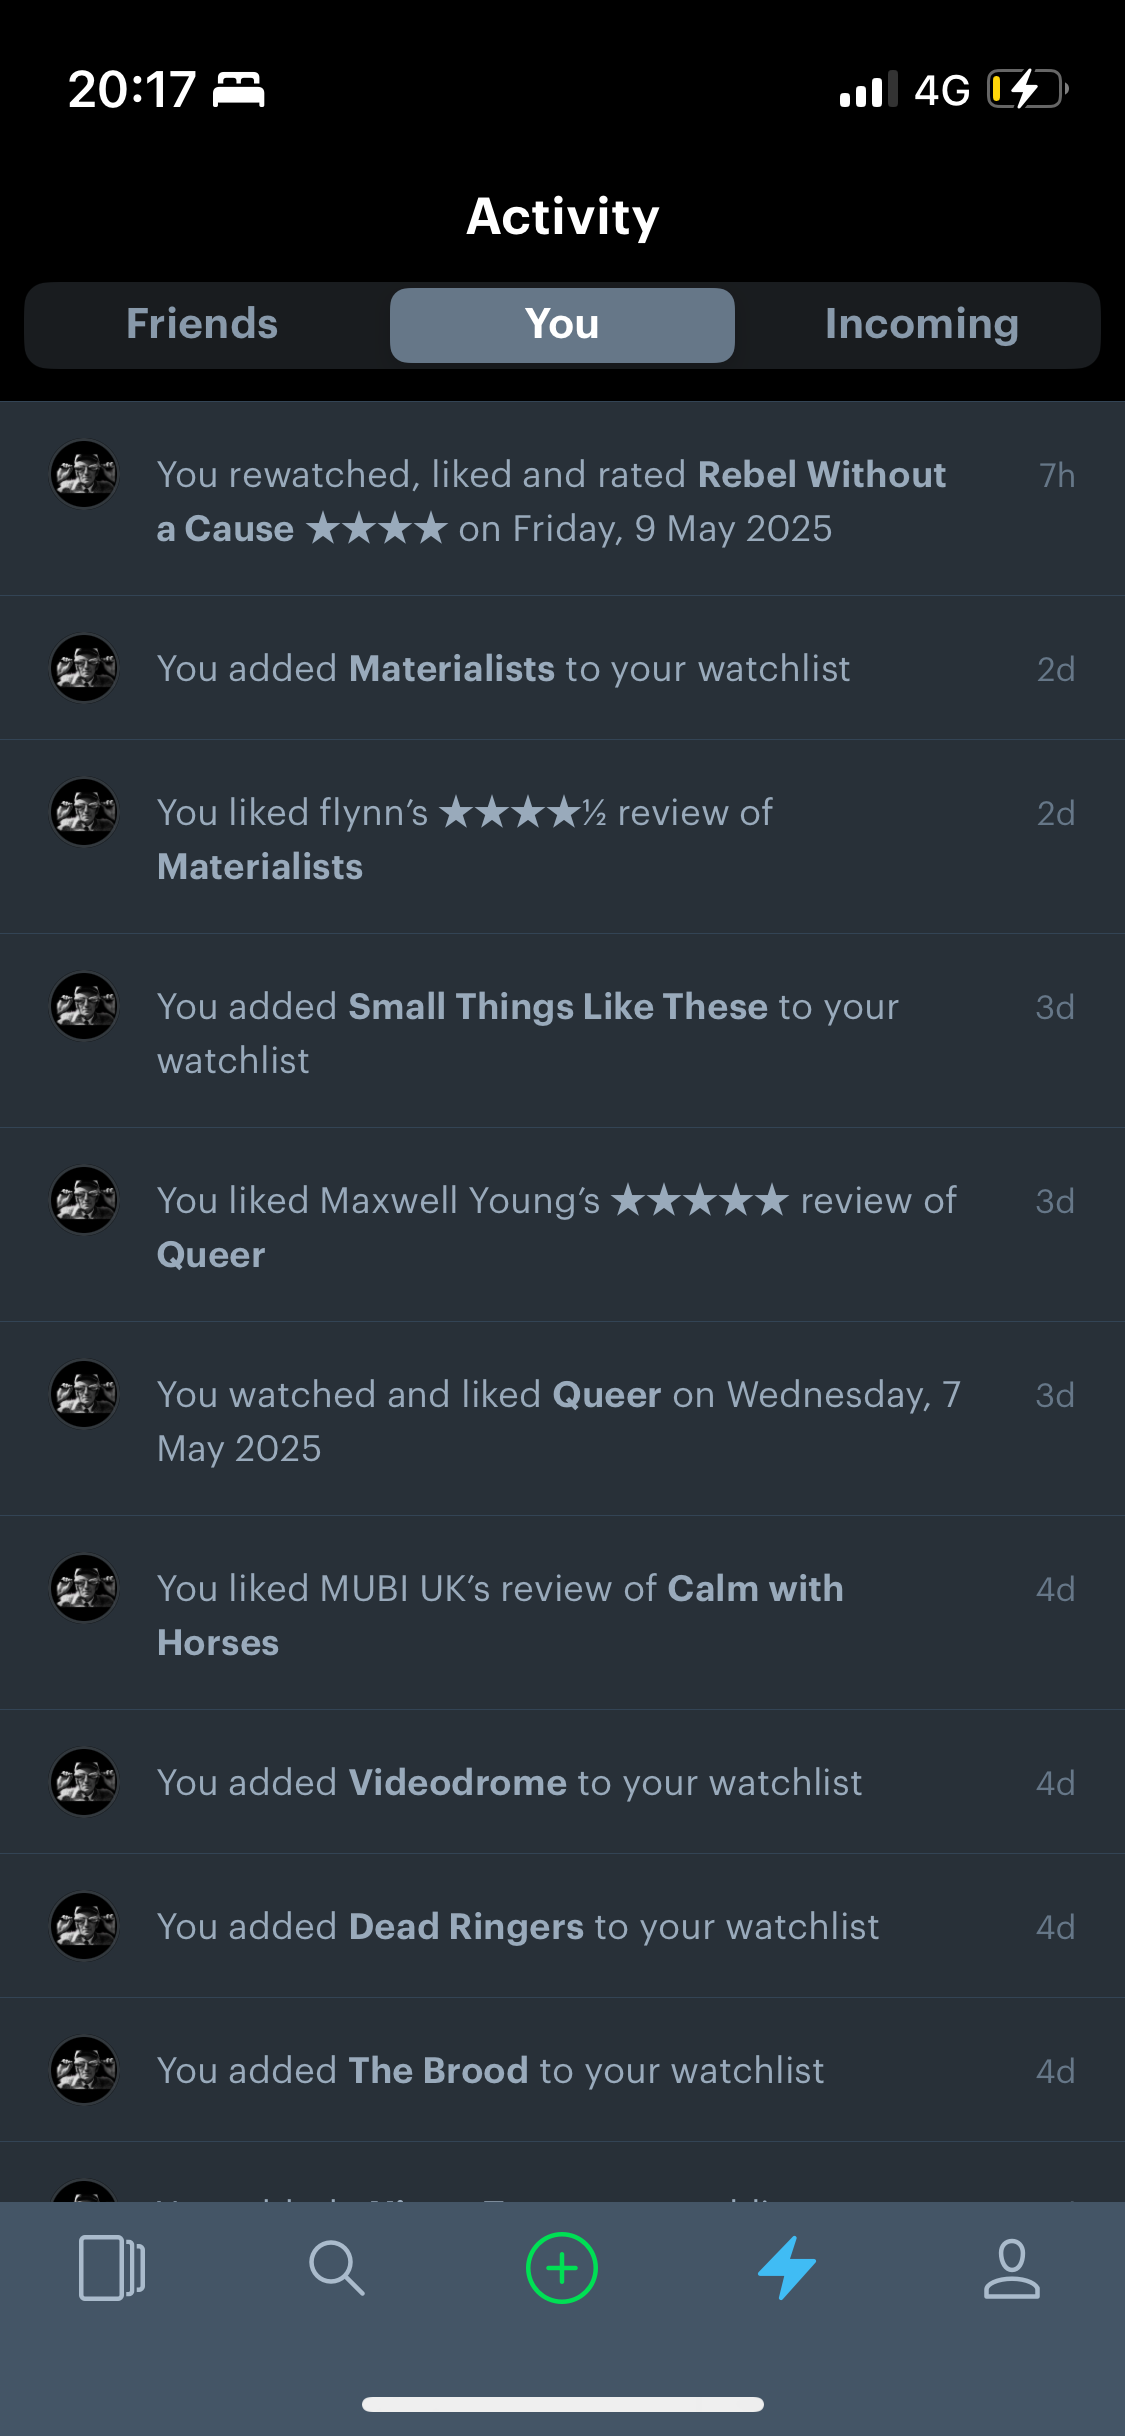 20:17
4G
Activity
Friends
You
Incoming
You rewatched, liked and rated Rebel Without
7h
a Cause ★★★★ on Friday, 9 May 2025
You added Materialists to your watchlist
2d
You liked flynn’s ★★★★½ review of
2d
Materialists
You added Small Things Like These to your
3d
watchlist
You liked Maxwell Young’s ★★★★★ review of
3d
Queer
You watched and liked Queer on Wednesday, 7
3d
May 2025
You liked MUBI UK’s review of Calm with
4d
Horses
You added Videodrome to your watchlist
4d
You added Dead Ringers to your watchlist
4d
You added The Brood to your watchlist
4d